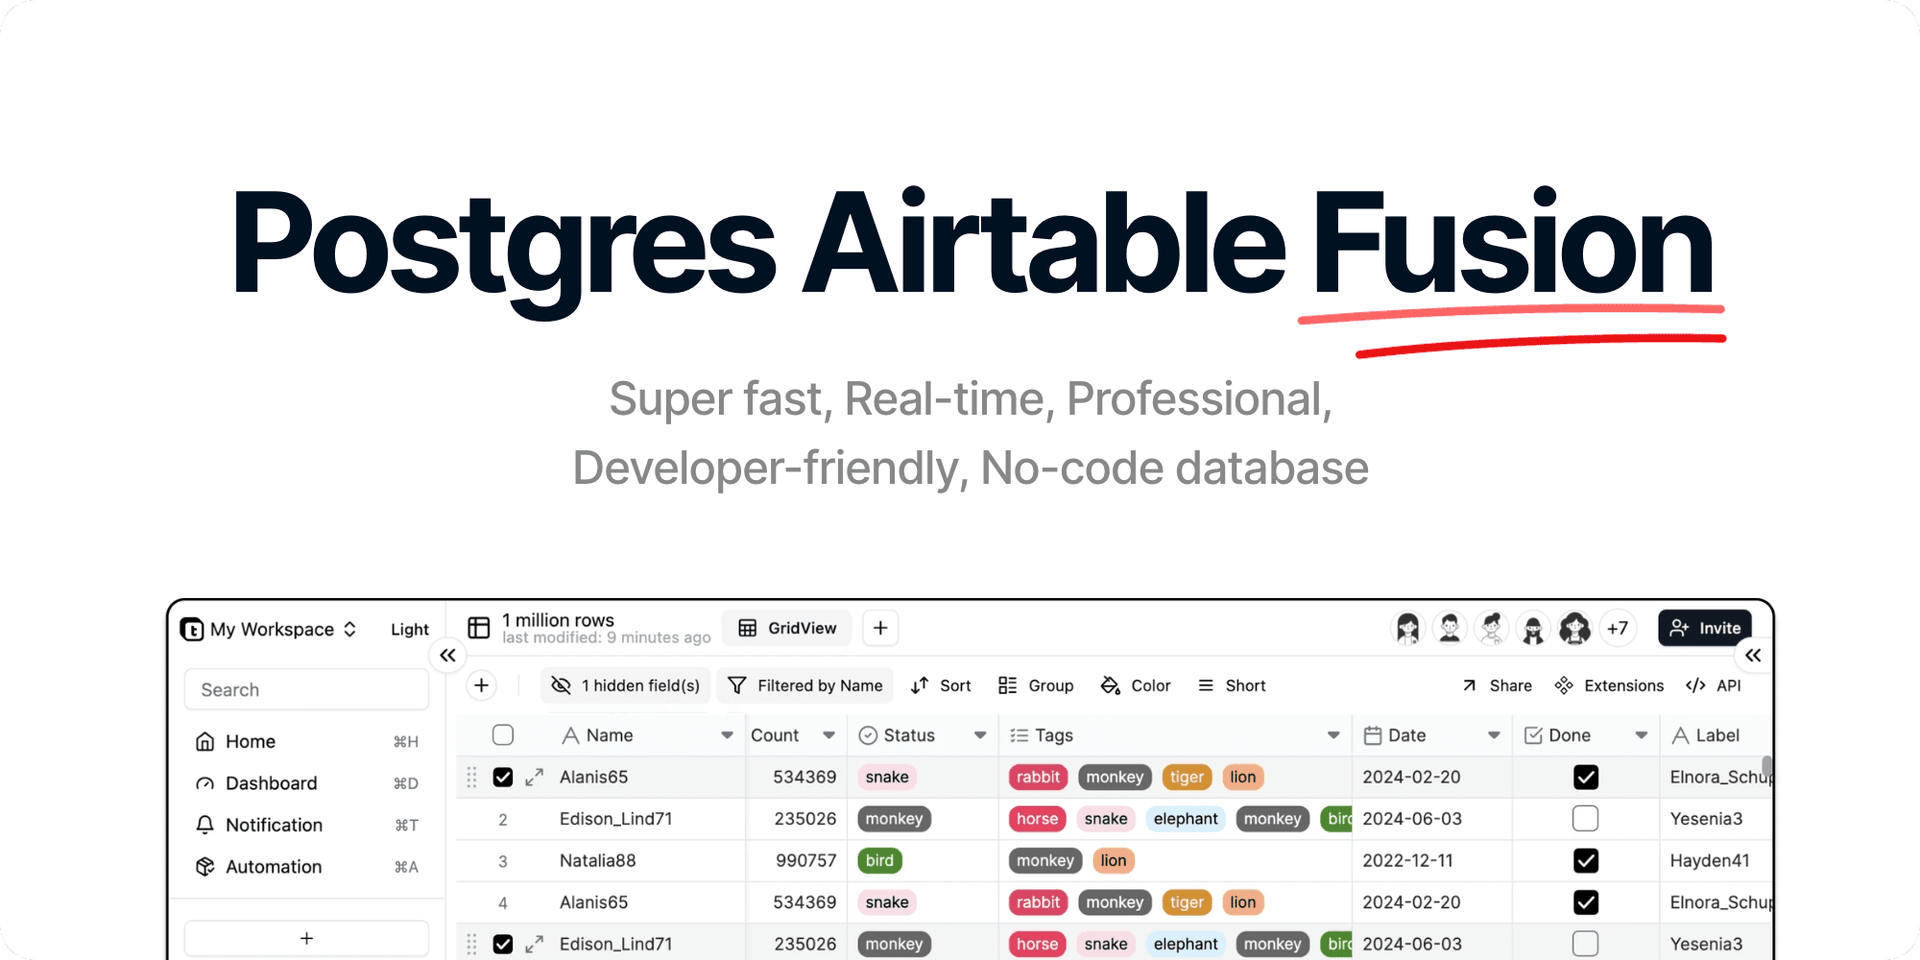 Postgres Airtable Fusion
Super fast, Real-time, Professional,
Developer-friendly, No-code database
My Workspace Light
1 million rows
last modified: 9 minutes ago
GridView
+
+7
Invite
Search
+ 1 hidden field(s) Filtered by Name Sort Group Color Short Share Extensions API
Home ⌘H
Dashboard ⌘D
Notification ⌘T
Automation ⌘A
+
Name Count Status Tags Date Done Label
Alanis65 534369 snake rabbit monkey tiger lion 2024-02-20 Elnora_Schup
2 Edison_Lind71 235026 monkey horse snake elephant monkey bird 2024-06-03 Yesenia3
3 Natalia88 990757 bird monkey lion 2022-12-11 Hayden41
4 Alanis65 534369 snake rabbit monkey tiger lion 2024-02-20 Elnora_Schup
Edison_Lind71 235026 monkey horse snake elephant monkey bird 2024-06-03 Yesenia3